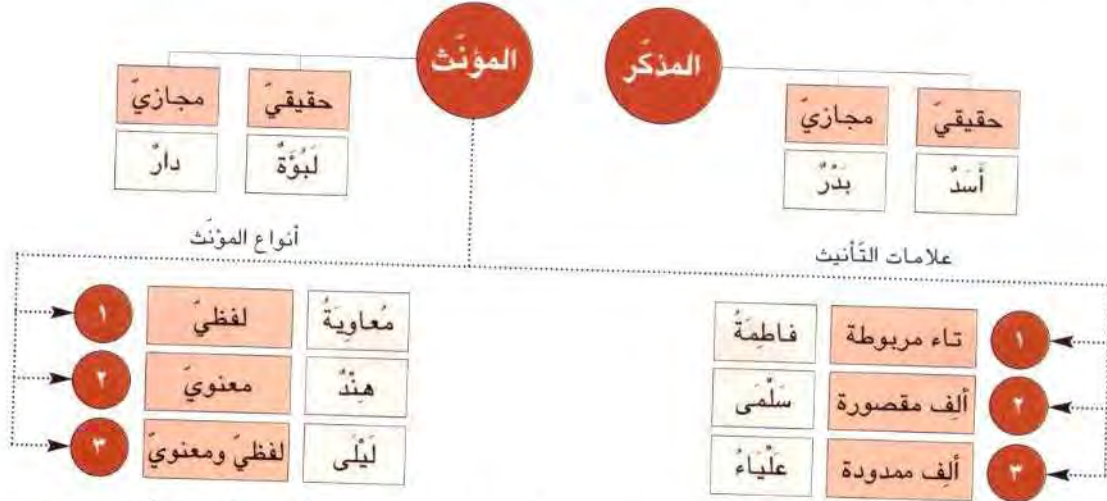 المذكّر
المؤنّث
حقيقيّ
مجازيّ
أَسَدٌ
بَدْرٌ
حقيقيّ
مجازيّ
لَبُؤَةٌ
دارٌ
علامات التّأنيث
١ تاء مربوطة فاطِمَةُ
٢ ألِف مقصورة سَلْمَى
٣ ألِف ممدودة عَلْياءُ
أنواع المؤنّث
مُعاوِيَةُ لفظيّ ١
هِنْدٌ معنويّ ٢
لَيْلَى لفظيّ ومعنويّ ٣